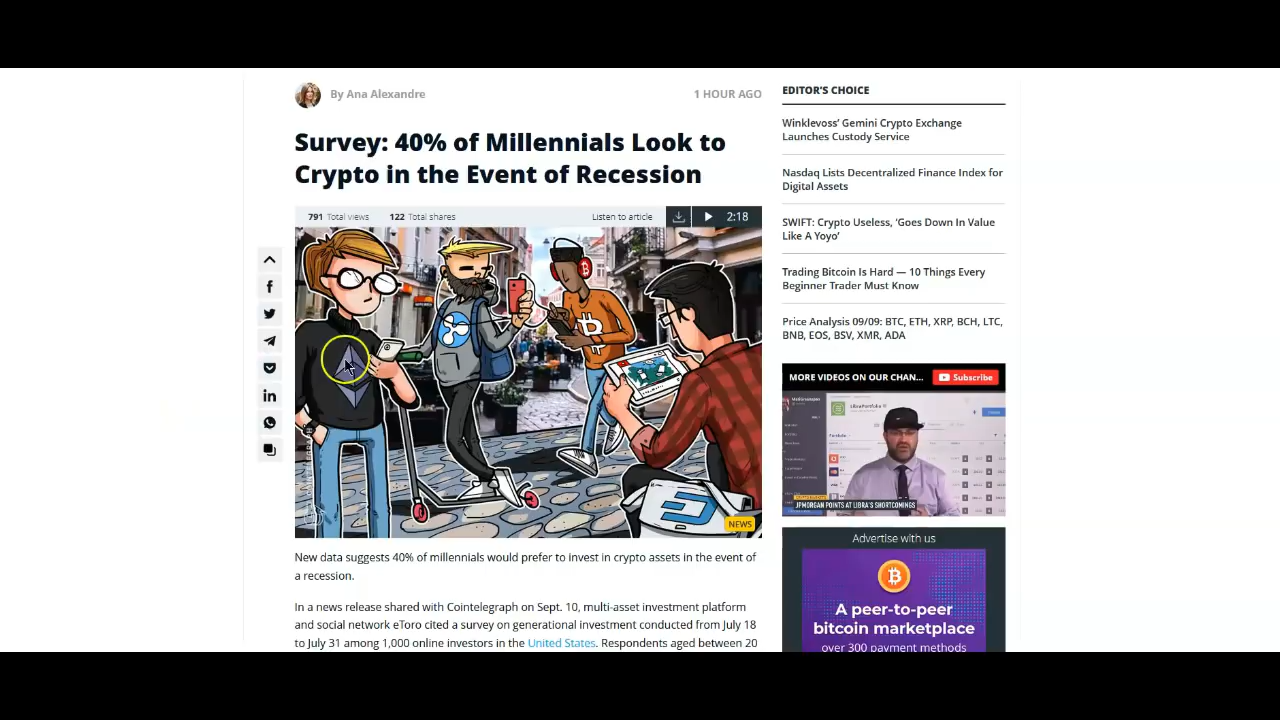 By Ana Alexandre
1 HOUR AGO
Survey: 40% of Millennials Look to
Crypto in the Event of Recession
791 Total views 122 Total shares
Listen to article
2:18
NEWS
New data suggests 40% of millennials would prefer to invest in crypto assets in the event of
a recession.
In a news release shared with Cointelegraph on Sept. 10, multi-asset investment platform
and social network eToro cited a survey on generational investment conducted from July 18
to July 31 among 1,000 online investors in the United States. Respondents aged between 20
EDITOR'S CHOICE
Winklevoss' Gemini Crypto Exchange
Launches Custody Service
Nasdaq Lists Decentralized Finance Index for
Digital Assets
SWIFT: Crypto Useless, 'Goes Down In Value
Like A Yoyo'
Trading Bitcoin Is Hard — 10 Things Every
Beginner Trader Must Know
Price Analysis 09/09: BTC, ETH, XRP, BCH, LTC,
BNB, EOS, BSV, XMR, ADA
MORE VIDEOS ON OUR CHAN...
Subscribe
JPMORGAN POINTS AT LIBRA'S SHORTCOMINGS
Advertise with us
A peer-to-peer
bitcoin marketplace
over 300 payment methods